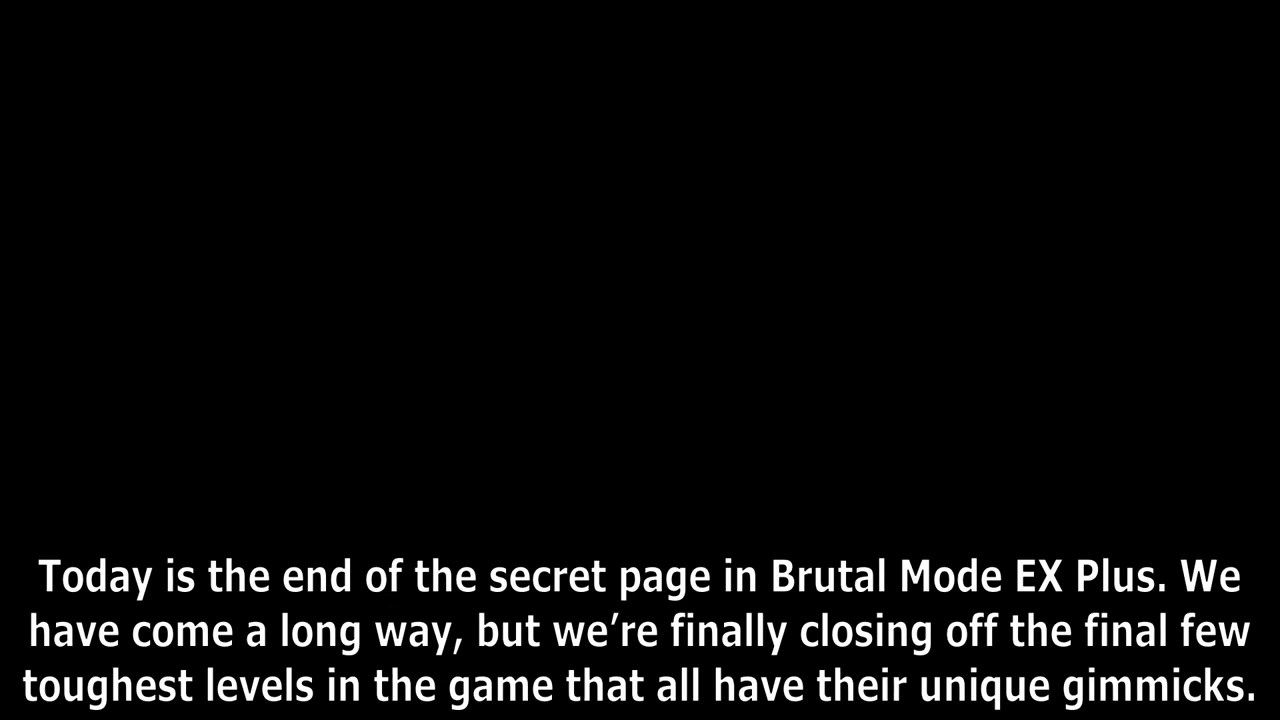 Today is the end of the secret page in Brutal Mode EX Plus. We
have come a long way, but we’re finally closing off the final few
toughest levels in the game that all have their unique gimmicks.